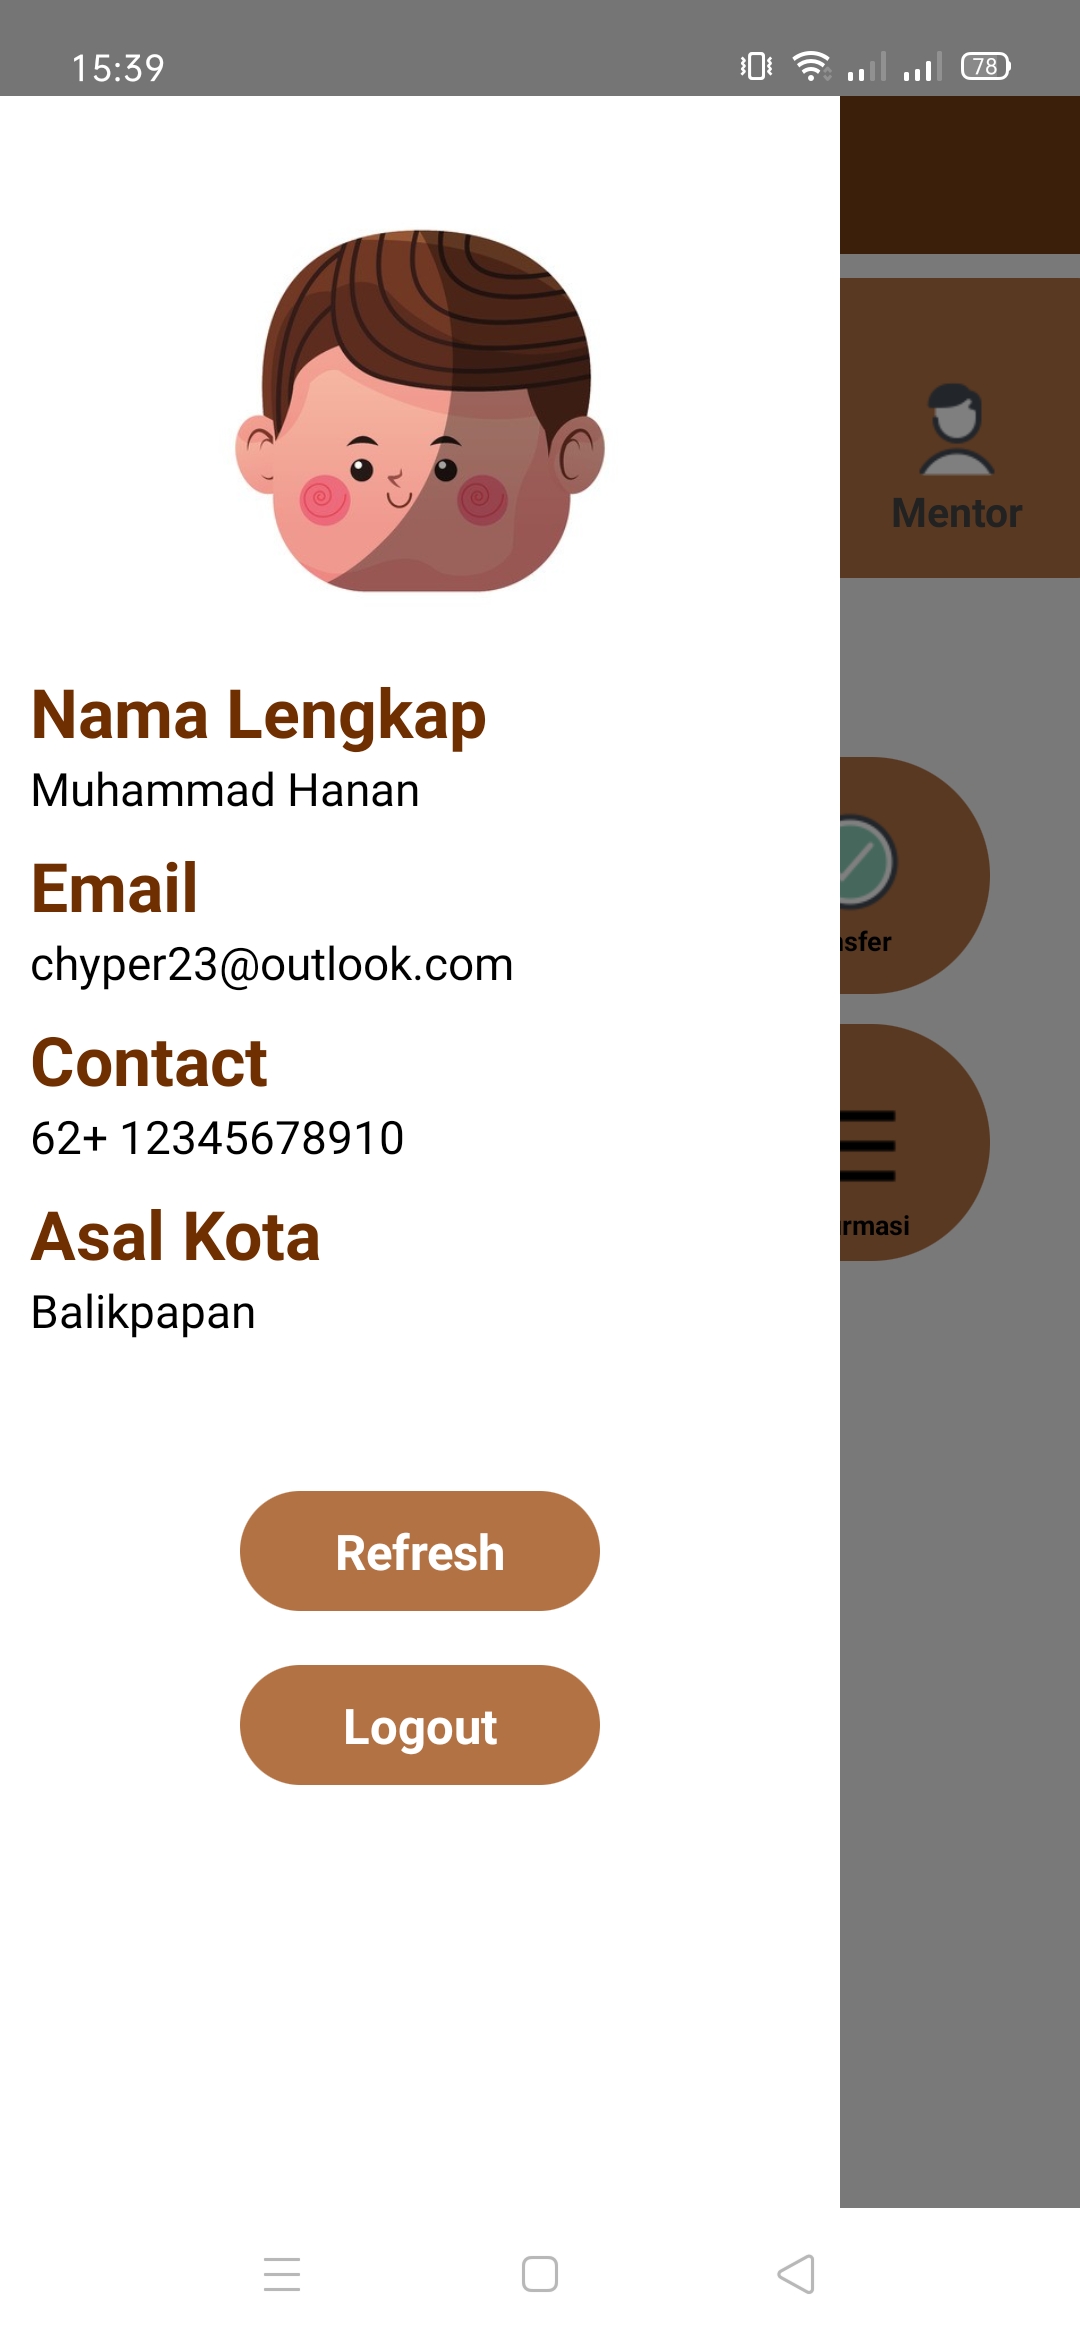 15:39
78
Mentor
Nama Lengkap
Muhammad Hanan
Email
chyper23@outlook.com
nsfer
Contact
62+ 12345678910
Asal Kota
rmasi
Balikpapan
Refresh
Logout